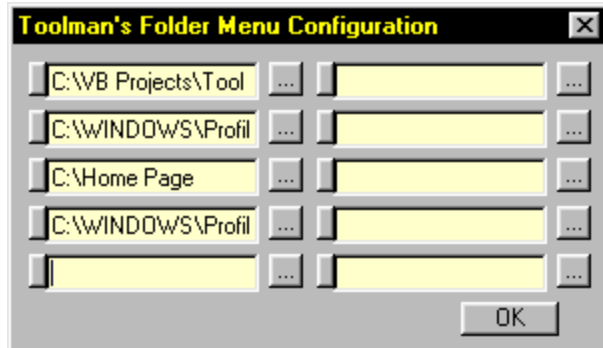 Toolman's Folder Menu Configuration
C:\VB Projects\Tool ... ...
C:\WINDOWS\Profil ... ...
C:\Home Page ... ...
C:\WINDOWS\Profil ... ...
... ...
OK